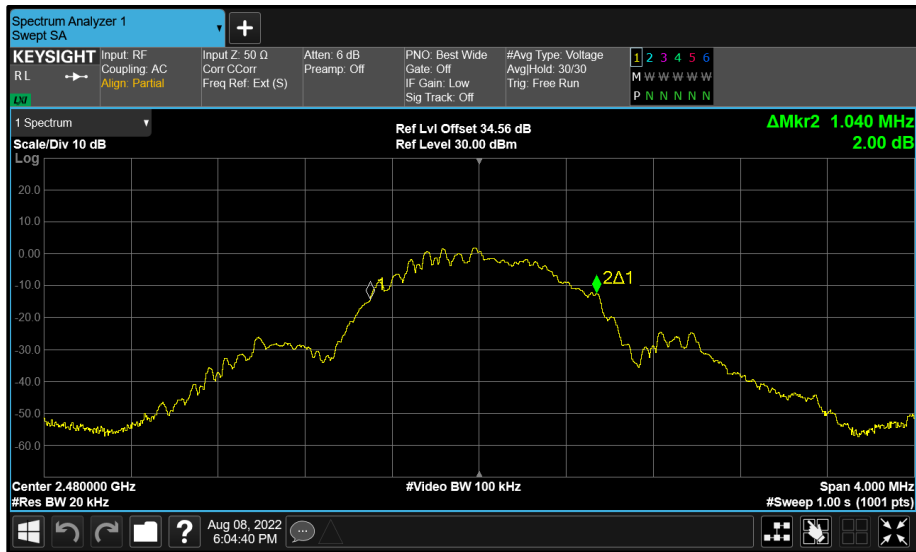 Spectrum Analyzer 1
Swept SA
KEYSIGHT
R L
LXI
Input: RF
Coupling: AC
Align: Partial
Input Z: 50 Ω
Corr CCorr
Freq Ref: Ext (S)
Atten: 6 dB
Preamp: Off
PNO: Best Wide
Gate: Off
IF Gain: Low
Sig Track: Off
#Avg Type: Voltage
Avg|Hold: 30/30
Trig: Free Run
1 2 3 4 5 6
M W W W W W
P N N N N N
1 Spectrum
Scale/Div 10 dB
Ref Lvl Offset 34.56 dB
Ref Level 30.00 dBm
ΔMkr2 1.040 MHz
2.00 dB
Log
20.0
10.0
0.00
-10.0
-20.0
-30.0
-40.0
-50.0
-60.0
1
2Δ1
Center 2.480000 GHz
#Video BW 100 kHz
Span 4.000 MHz
#Res BW 20 kHz
#Sweep 1.00 s (1001 pts)
?
Aug 08, 2022
6:04:40 PM